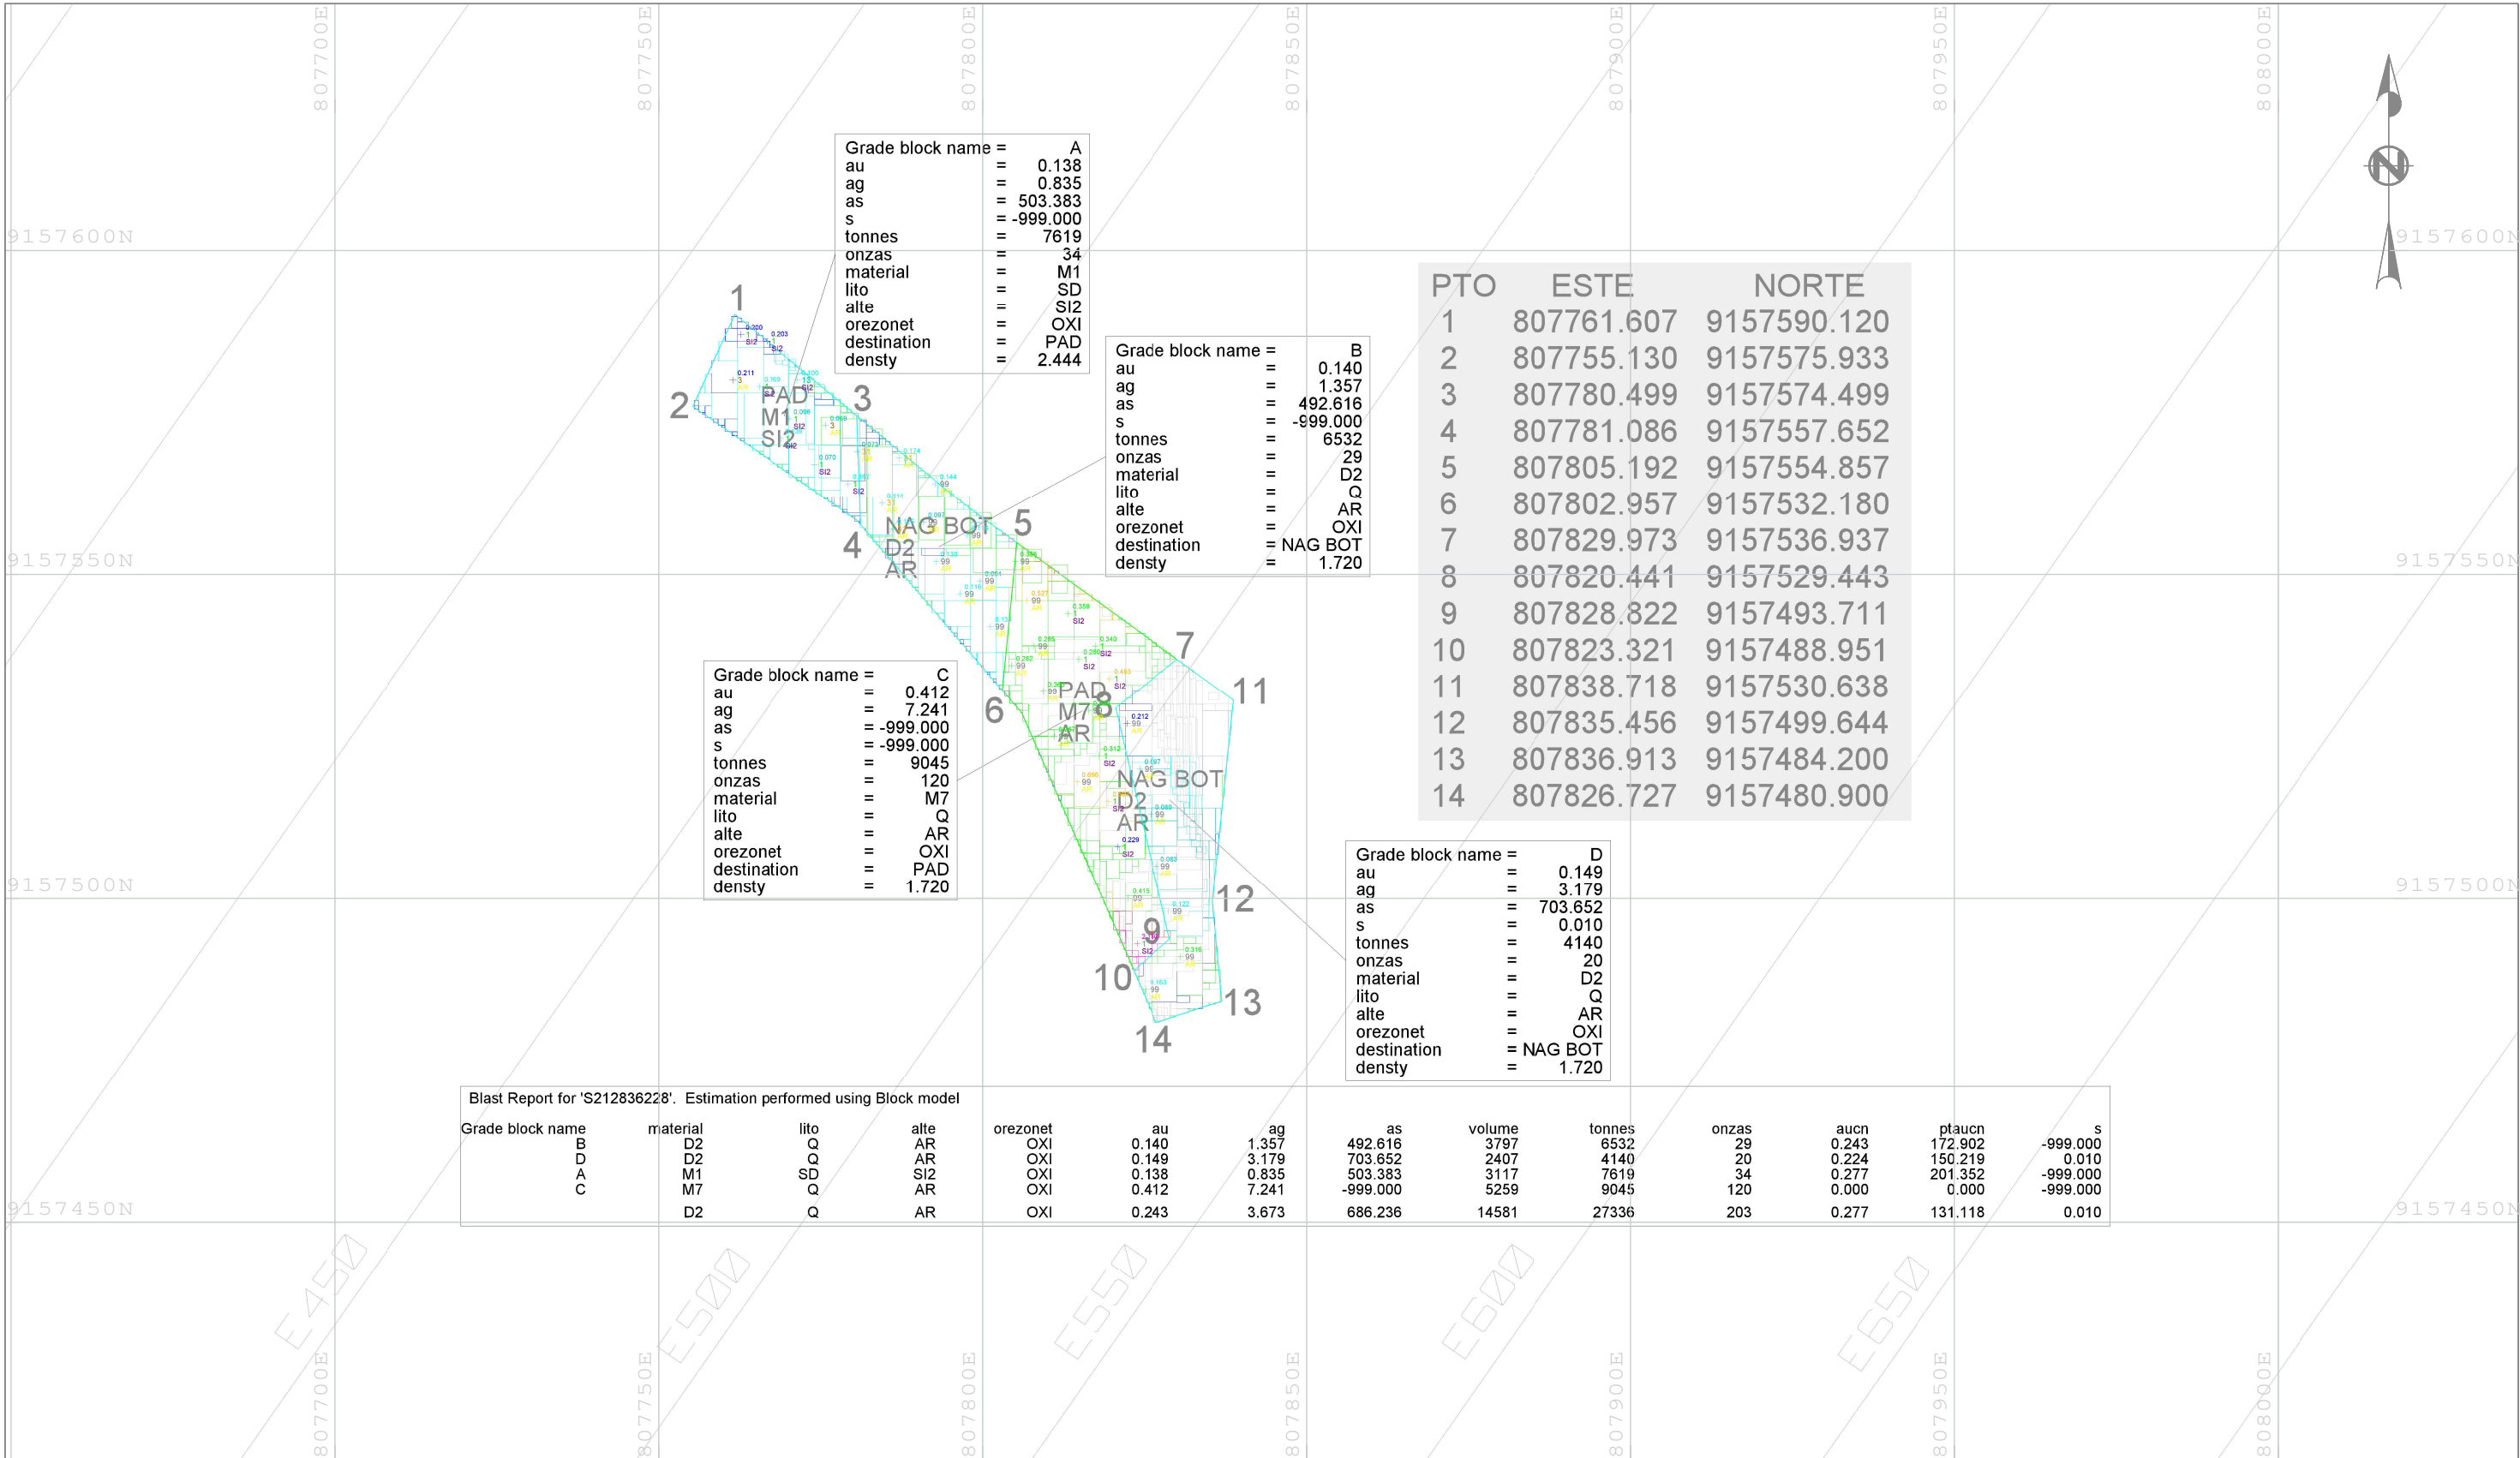 807700E 807750E 807800E 807850E 807900E 807950E 808000E
Grade block name = A
au = 0.138
ag = 0.835
as = 503.383
s = -999.000
tonnes = 7619
onzas = 34
material = M1
lito = SD
alte = SI2
orezonet = OXI
destination = PAD
densty = 2.444
N
9157600N 9157600N
Grade block name = B
au = 0.140
ag = 1.357
as = 492.616
s = -999.000
tonnes = 6532
onzas = 29
material = D2
lito = Q
alte = AR
orezonet = OXI
destination = NAG BOT
densty = 1.720
PTO ESTE NORTE
1 807761.607 9157590.120
2 807755.130 9157575.933
3 807780.499 9157574.499
4 807781.086 9157557.652
5 807805.192 9157554.857
6 807802.957 9157532.180
7 807829.973 9157536.937
8 807820.441 9157529.443
9 807828.822 9157493.711
10 807823.321 9157488.951
11 807838.718 9157530.638
12 807835.456 9157499.644
13 807836.913 9157484.200
14 807826.727 9157480.900
1
2
3
PAD
M1
SI2
4
5
NAG BOT
D2
AR
9157550N 9157550N
6
7
8
11
PAD
M7
AR
NAG BOT
D2
AR
Grade block name = C
au = 0.412
ag = 7.241
as = -999.000
s = -999.000
tonnes = 9045
onzas = 120
material = M7
lito = Q
alte = AR
orezonet = OXI
destination = PAD
densty = 1.720
9157500N 9157500N
12
9
10
13
14
Grade block name = D
au = 0.149
ag = 3.179
as = 703.652
s = 0.010
tonnes = 4140
onzas = 20
material = D2
lito = Q
alte = AR
orezonet = OXI
destination = NAG BOT
densty = 1.720
Blast Report for 'S212836228'. Estimation performed using Block model
Grade block name material lito alte orezonet au ag as volume tonnes onzas aucn ptaucn s
B D2 Q AR OXI 0.140 1.357 492.616 3797 6532 29 0.243 172.902 -999.000
D D2 Q AR OXI 0.149 3.179 703.652 2407 4140 20 0.224 150.219 0.010
A M1 SD SI2 OXI 0.138 0.835 503.383 3117 7619 34 0.277 201.352 -999.000
C M7 Q AR OXI 0.412 7.241 -999.000 5259 9045 120 0.000 0.000 -999.000
D2 Q AR OXI 0.243 3.673 686.236 14581 27336 203 0.277 131.118 0.010
9157450N 9157450N
E450 E500 E550 E600 E650
807700E 807750E 807800E 807850E 807900E 807950E 808000E